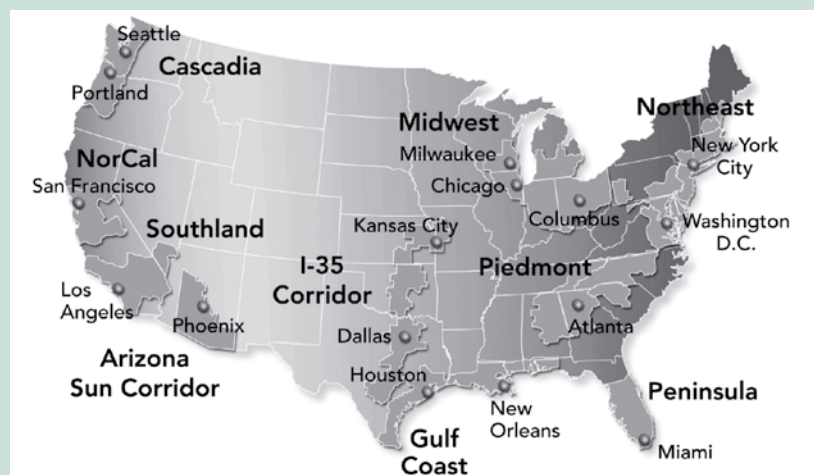 Seattle
Cascadia
Portland
Northeast
Midwest
New York
City
Milwaukee
NorCal
San Francisco
Chicago
Columbus
Washington
D.C.
Kansas City
Southland
I-35
Corridor
Piedmont
Los
Angeles
Phoenix
Atlanta
Dallas
Arizona
Sun Corridor
Houston
Peninsula
New
Orleans
Gulf
Coast
Miami